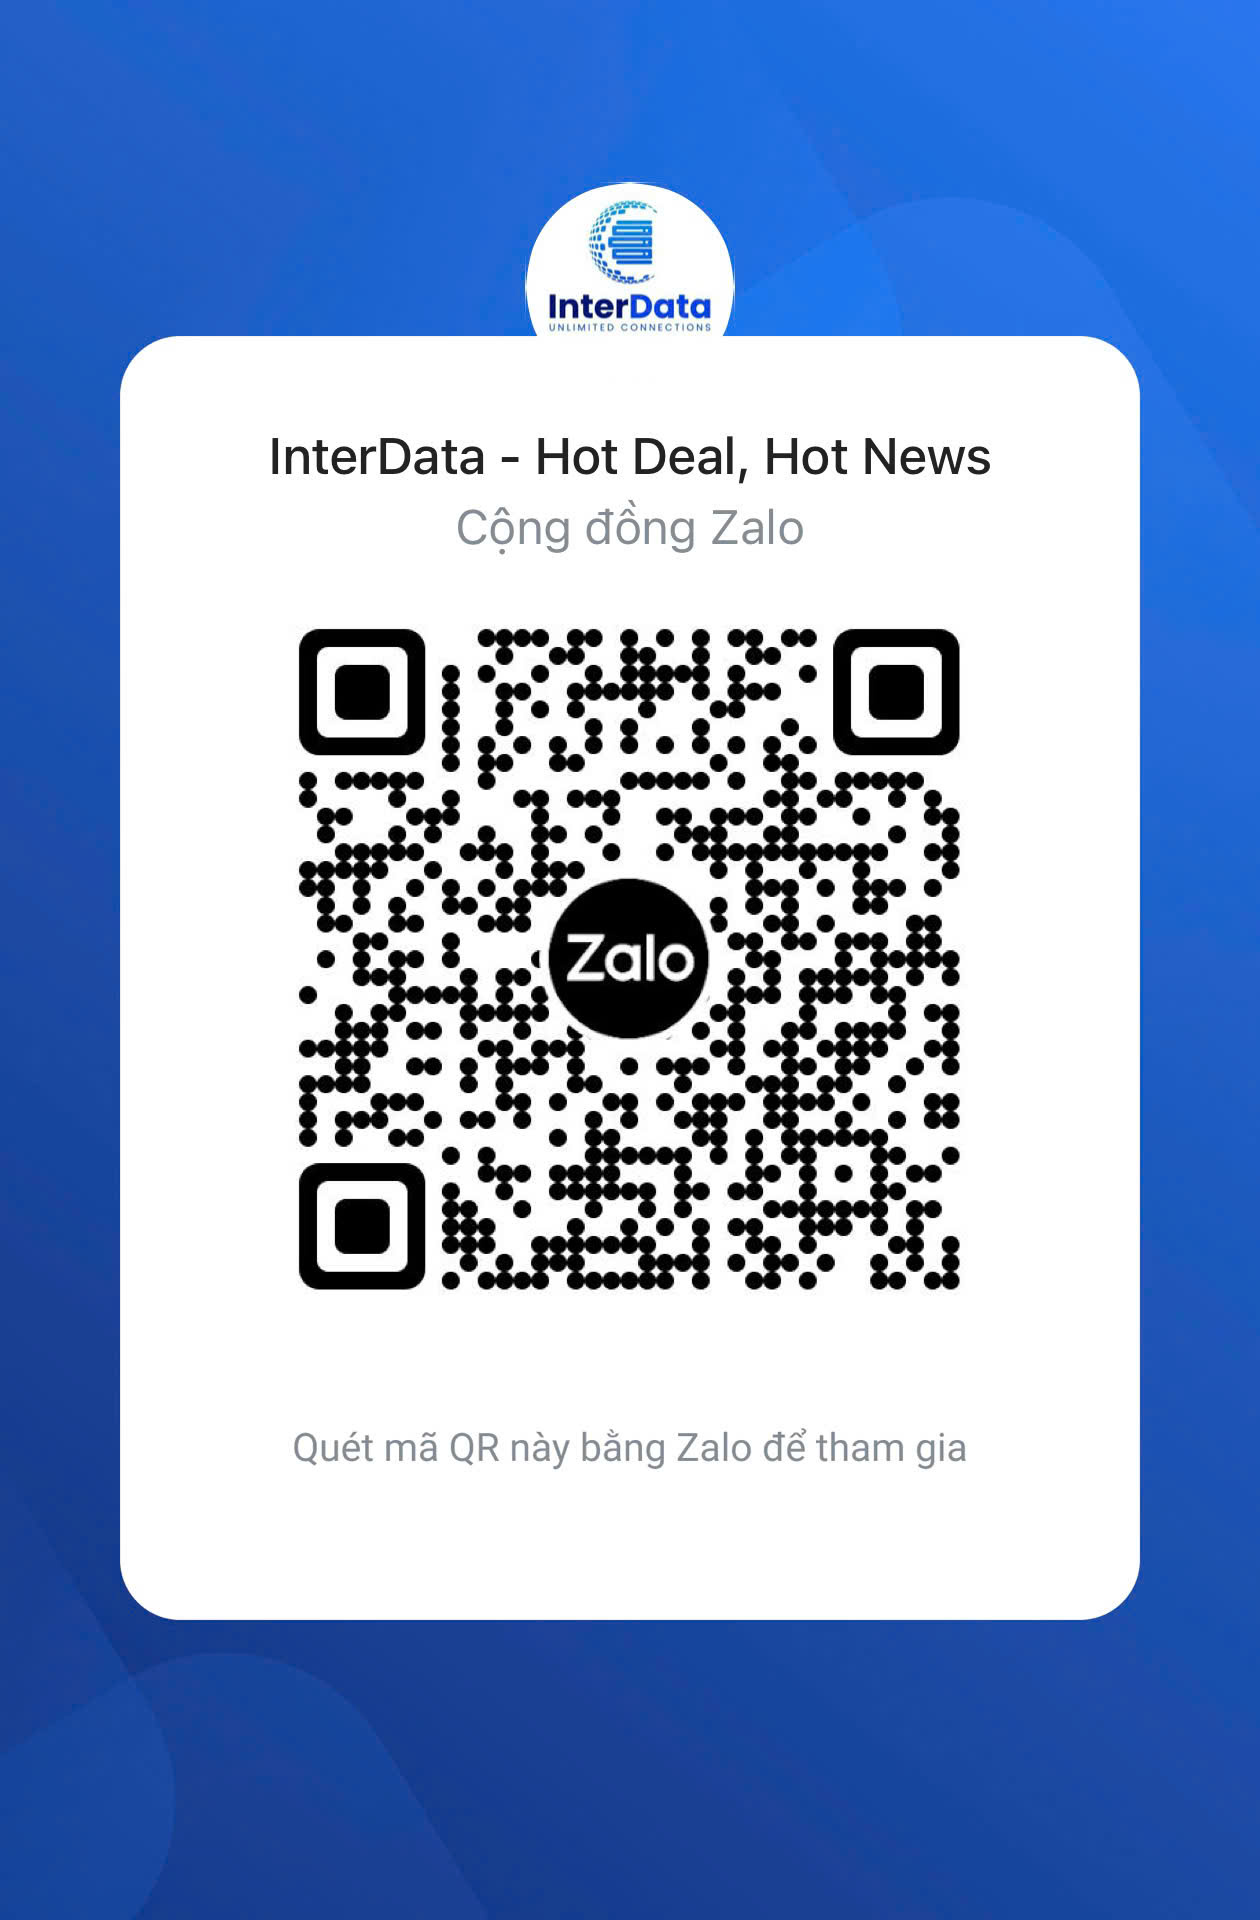 InterData
UNLIMITED CONNECTIONS
InterData - Hot Deal, Hot News
Cộng đồng Zalo
Zalo
Quét mã QR này bằng Zalo để tham gia